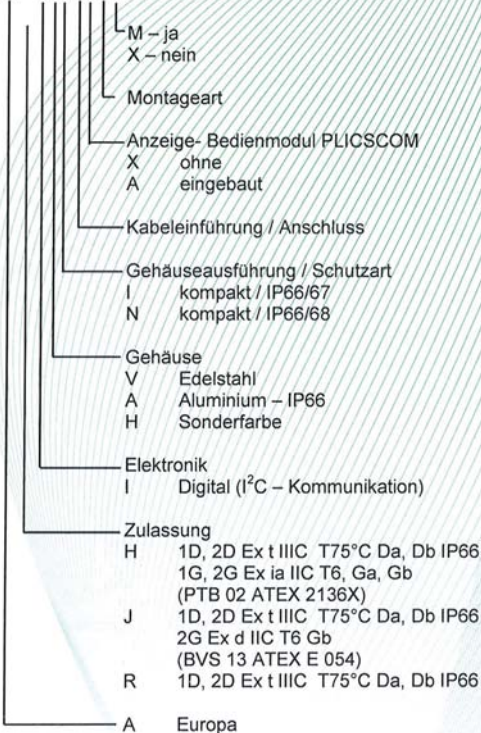 M – ja
X – nein
Montageart
Anzeige- Bedienmodul PLICSCOM
X ohne
A eingebaut
Kabeleinführung / Anschluss
Gehäuseausführung / Schutzart
I kompakt / IP66/67
N kompakt / IP66/68
Gehäuse
V Edelstahl
A Aluminium – IP66
H Sonderfarbe
Elektronik
I Digital (I²C – Kommunikation)
Zulassung
H 1D, 2D Ex t IIIC T75°C Da, Db IP66
1G, 2G Ex ia IIC T6, Ga, Gb
(PTB 02 ATEX 2136X)
J 1D, 2D Ex t IIIC T75°C Da, Db IP66
2G Ex d IIC T6 Gb
(BVS 13 ATEX E 054)
R 1D, 2D Ex t IIIC T75°C Da, Db IP66
A Europa